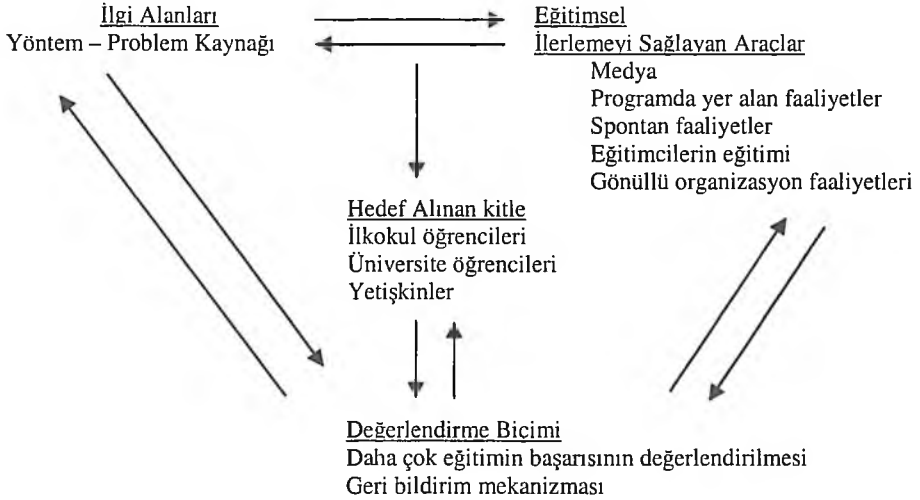 İlgi Alanları
Yöntem – Problem Kaynağı
Eğitimsel
İlerlemeyi Sağlayan Araçlar
Medya
Programda yer alan faaliyetler
Spontan faaliyetler
Eğitimcilerin eğitimi
Gönüllü organizasyon faaliyetleri
Hedef Alınan kitle
İlkokul öğrencileri
Üniversite öğrencileri
Yetişkinler
Değerlendirme Biçimi
Daha çok eğitimin başarısının değerlendirilmesi
Geri bildirim mekanizması